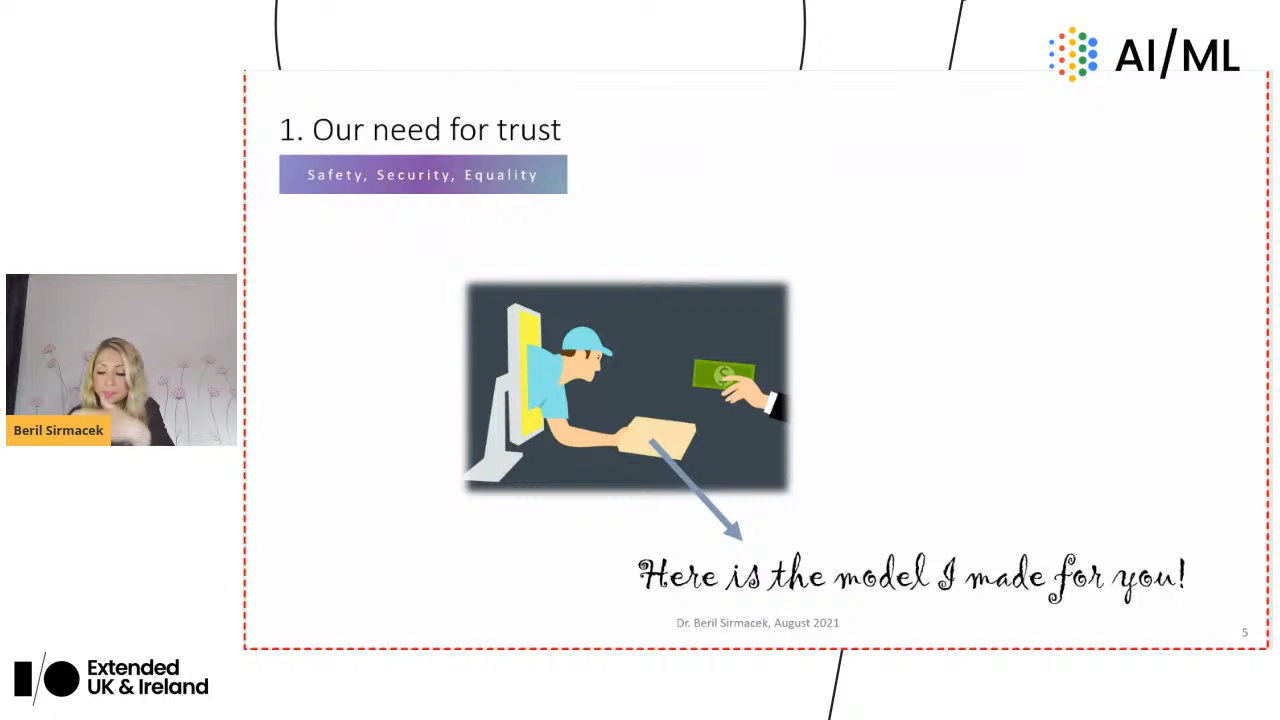 AI/ML
1. Our need for trust
Safety, Security, Equality
$
Beril Sirmacek
Here is the model I made for you!
Dr. Beril Sirmacek, August 2021
5
I/O Extended
UK & Ireland